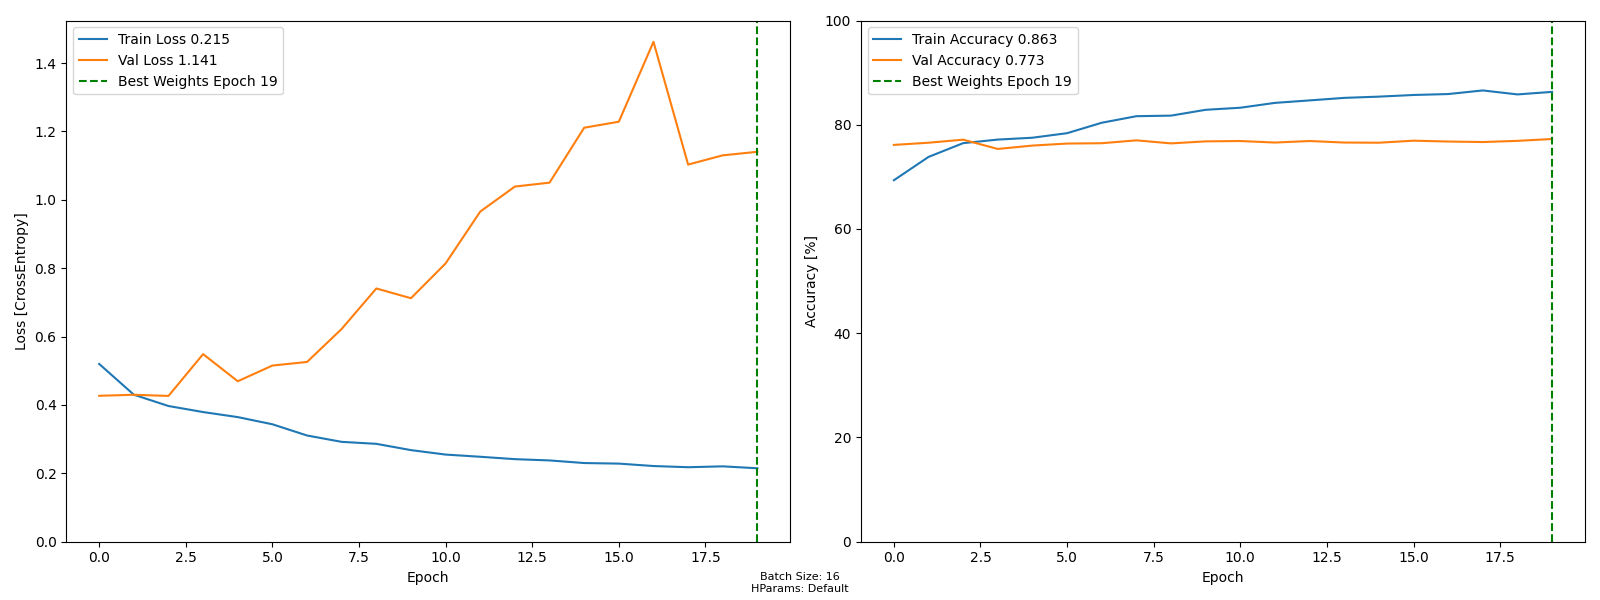 Train Loss 0.215
Val Loss 1.141
Best Weights Epoch 19
Loss [CrossEntropy]
1.4
1.2
1.0
0.8
0.6
0.4
0.2
0.0
0.0 2.5 5.0 7.5 10.0 12.5 15.0 17.5
Epoch
Train Accuracy 0.863
Val Accuracy 0.773
Best Weights Epoch 19
Accuracy [%]
100
80
60
40
20
0
0.0 2.5 5.0 7.5 10.0 12.5 15.0 17.5
Epoch
Batch Size: 16
HParams: Default